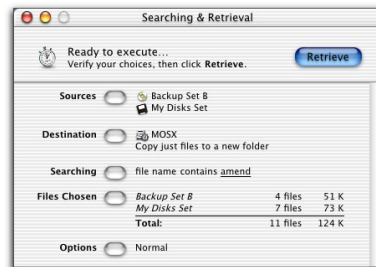 Searching & Retrieval
Ready to execute...
Verify your choices, then click Retrieve.
Retrieve
Sources
Backup Set B
My Disks Set
Destination
MOSX
Copy just files to a new folder
Searching
file name contains amend
Files Chosen
Backup Set B 4 files 51 K
My Disks Set 7 files 73 K
Total: 11 files 124 K
Options
Normal